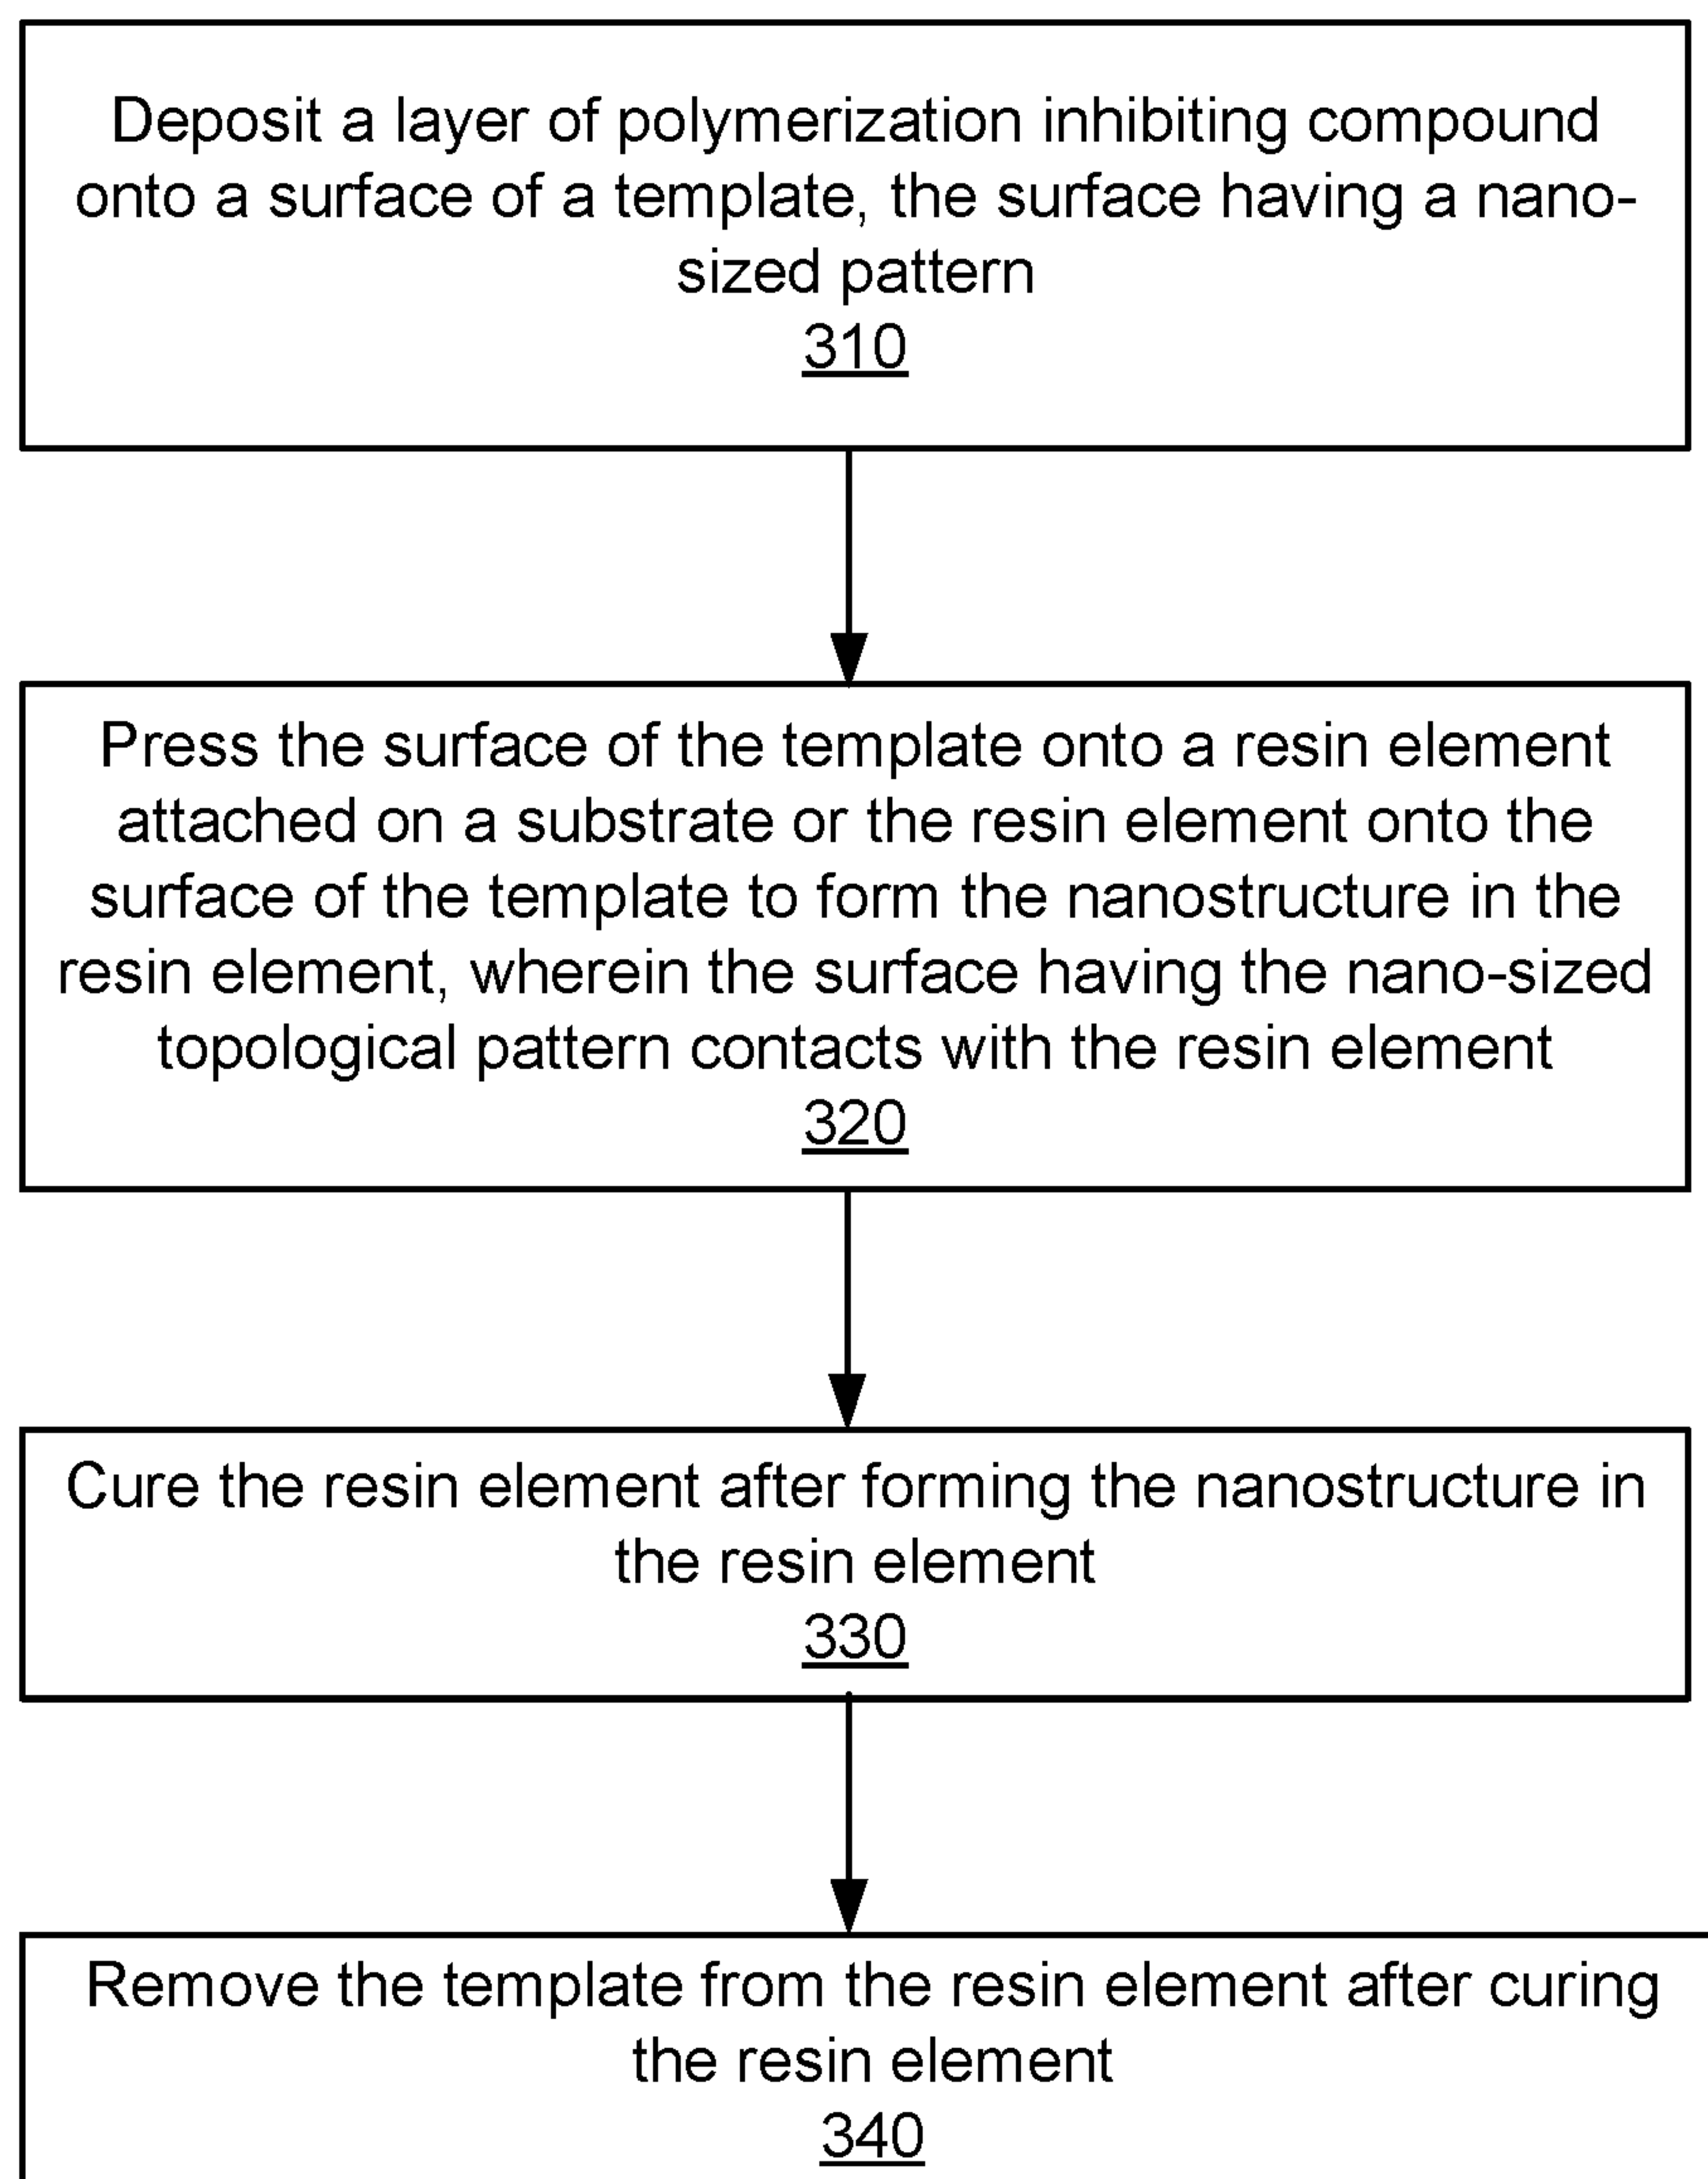 Deposit a layer of polymerization inhibiting compound
onto a surface of a template, the surface having a nano-
sized pattern
310
Press the surface of the template onto a resin element
attached on a substrate or the resin element onto the
surface of the template to form the nanostructure in the
resin element, wherein the surface having the nano-sized
topological pattern contacts with the resin element
320
Cure the resin element after forming the nanostructure in
the resin element
330
Remove the template from the resin element after curing
the resin element
340